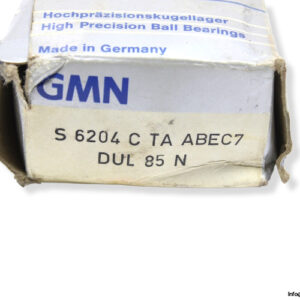 Hochpräzisionskugellager
High Precision Ball Bearings
Made in Germany
GMN
S 6204 C TA ABEC7
DUL 85 N